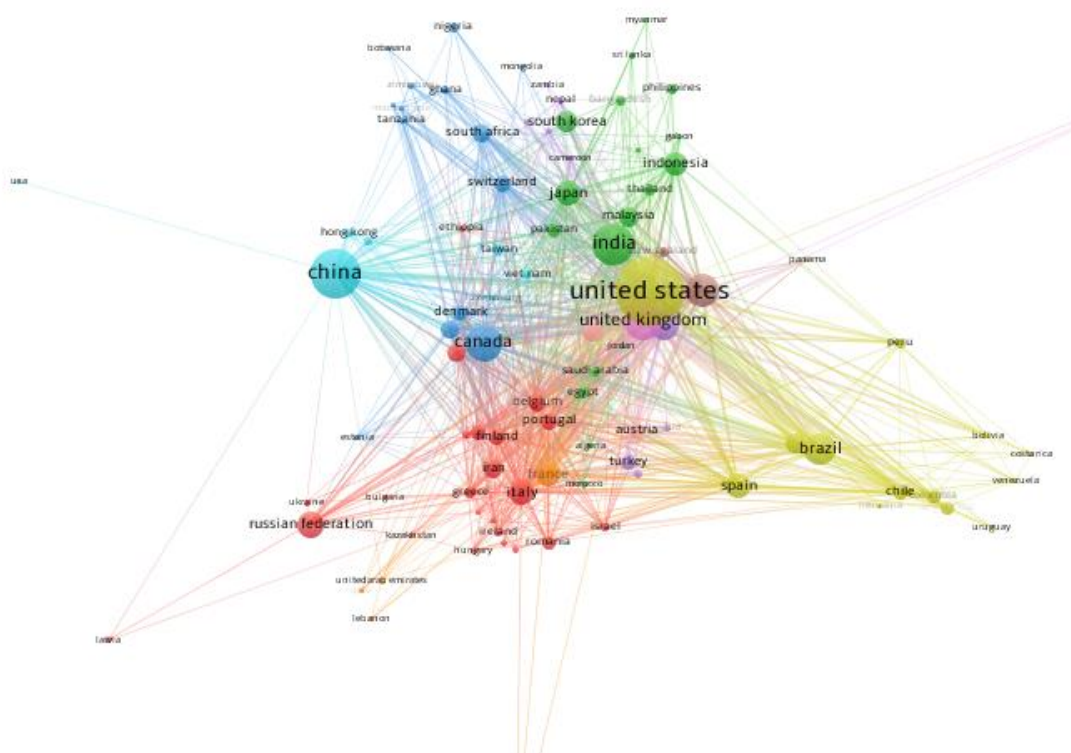 myanmar
nigeria
botswana
sri lanka
mongolia
zambia
philippines
ghana
nepal
bangladesh
tanzania
south korea
south africa
gabon
cameroon
indonesia
usa
switzerland
japan
thailand
malaysia
ethiopia
pakistan
hong kong
india
taiwan
panama
china
viet nam
united states
denmark
united kingdom
canada
jordan
peru
saudi arabia
egypt
belgium
portugal
austria
estonia
finland
bolivia
algeria
brazil
costa rica
turkey
iran
france
venezuela
morocco
spain
greece
italy
chile
bulgaria
ukraine
russian federation
israel
uruguay
ireland
kazakhstan
romania
hungary
united arab emirates
lebanon
latvia